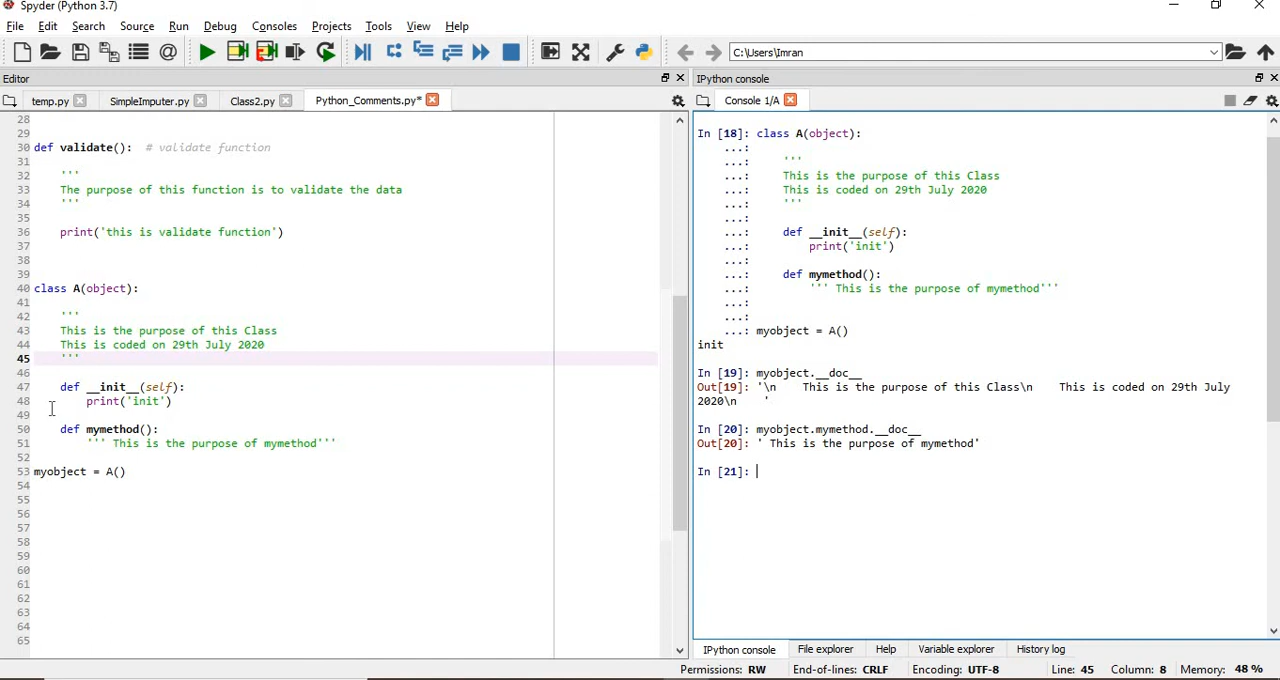 Spyder (Python 3.7)
File Edit Search Source Run Debug Consoles Projects Tools View Help
C:\Users\Imran
Editor
IPython console
temp.py SimpleImputer.py Class2.py Python_Comments.py*
Console 1/A
28
29
30 def validate():  # validate function
31
32     '''
33     The purpose of this function is to validate the data
34     '''
35
36     print('this is validate function')
37
38
39
40 class A(object):
41
42     '''
43     This is the purpose of this Class
44     This is coded on 29th July 2020
45     '''
46
47     def __init__(self):
48         print('init')
49
50     def mymethod():
51         ''' This is the purpose of mymethod'''
52
53 myobject = A()
54
55
56
57
58
59
60
61
62
63
64
65
In [18]: class A(object):
    ...:
    ...:     '''
    ...:     This is the purpose of this Class
    ...:     This is coded on 29th July 2020
    ...:     '''
    ...:
    ...:     def __init__(self):
    ...:         print('init')
    ...:
    ...:     def mymethod():
    ...:         ''' This is the purpose of mymethod'''
    ...:
    ...:
    ...: myobject = A()
init
In [19]: myobject.__doc__
Out[19]: '\n    This is the purpose of this Class\n    This is coded on 29th July
2020\n    '
In [20]: myobject.mymethod.__doc__
Out[20]: ' This is the purpose of mymethod'
In [21]:
IPython console File explorer Help Variable explorer History log
Permissions: RW End-of-lines: CRLF Encoding: UTF-8 Line: 45 Column: 8 Memory: 48 %